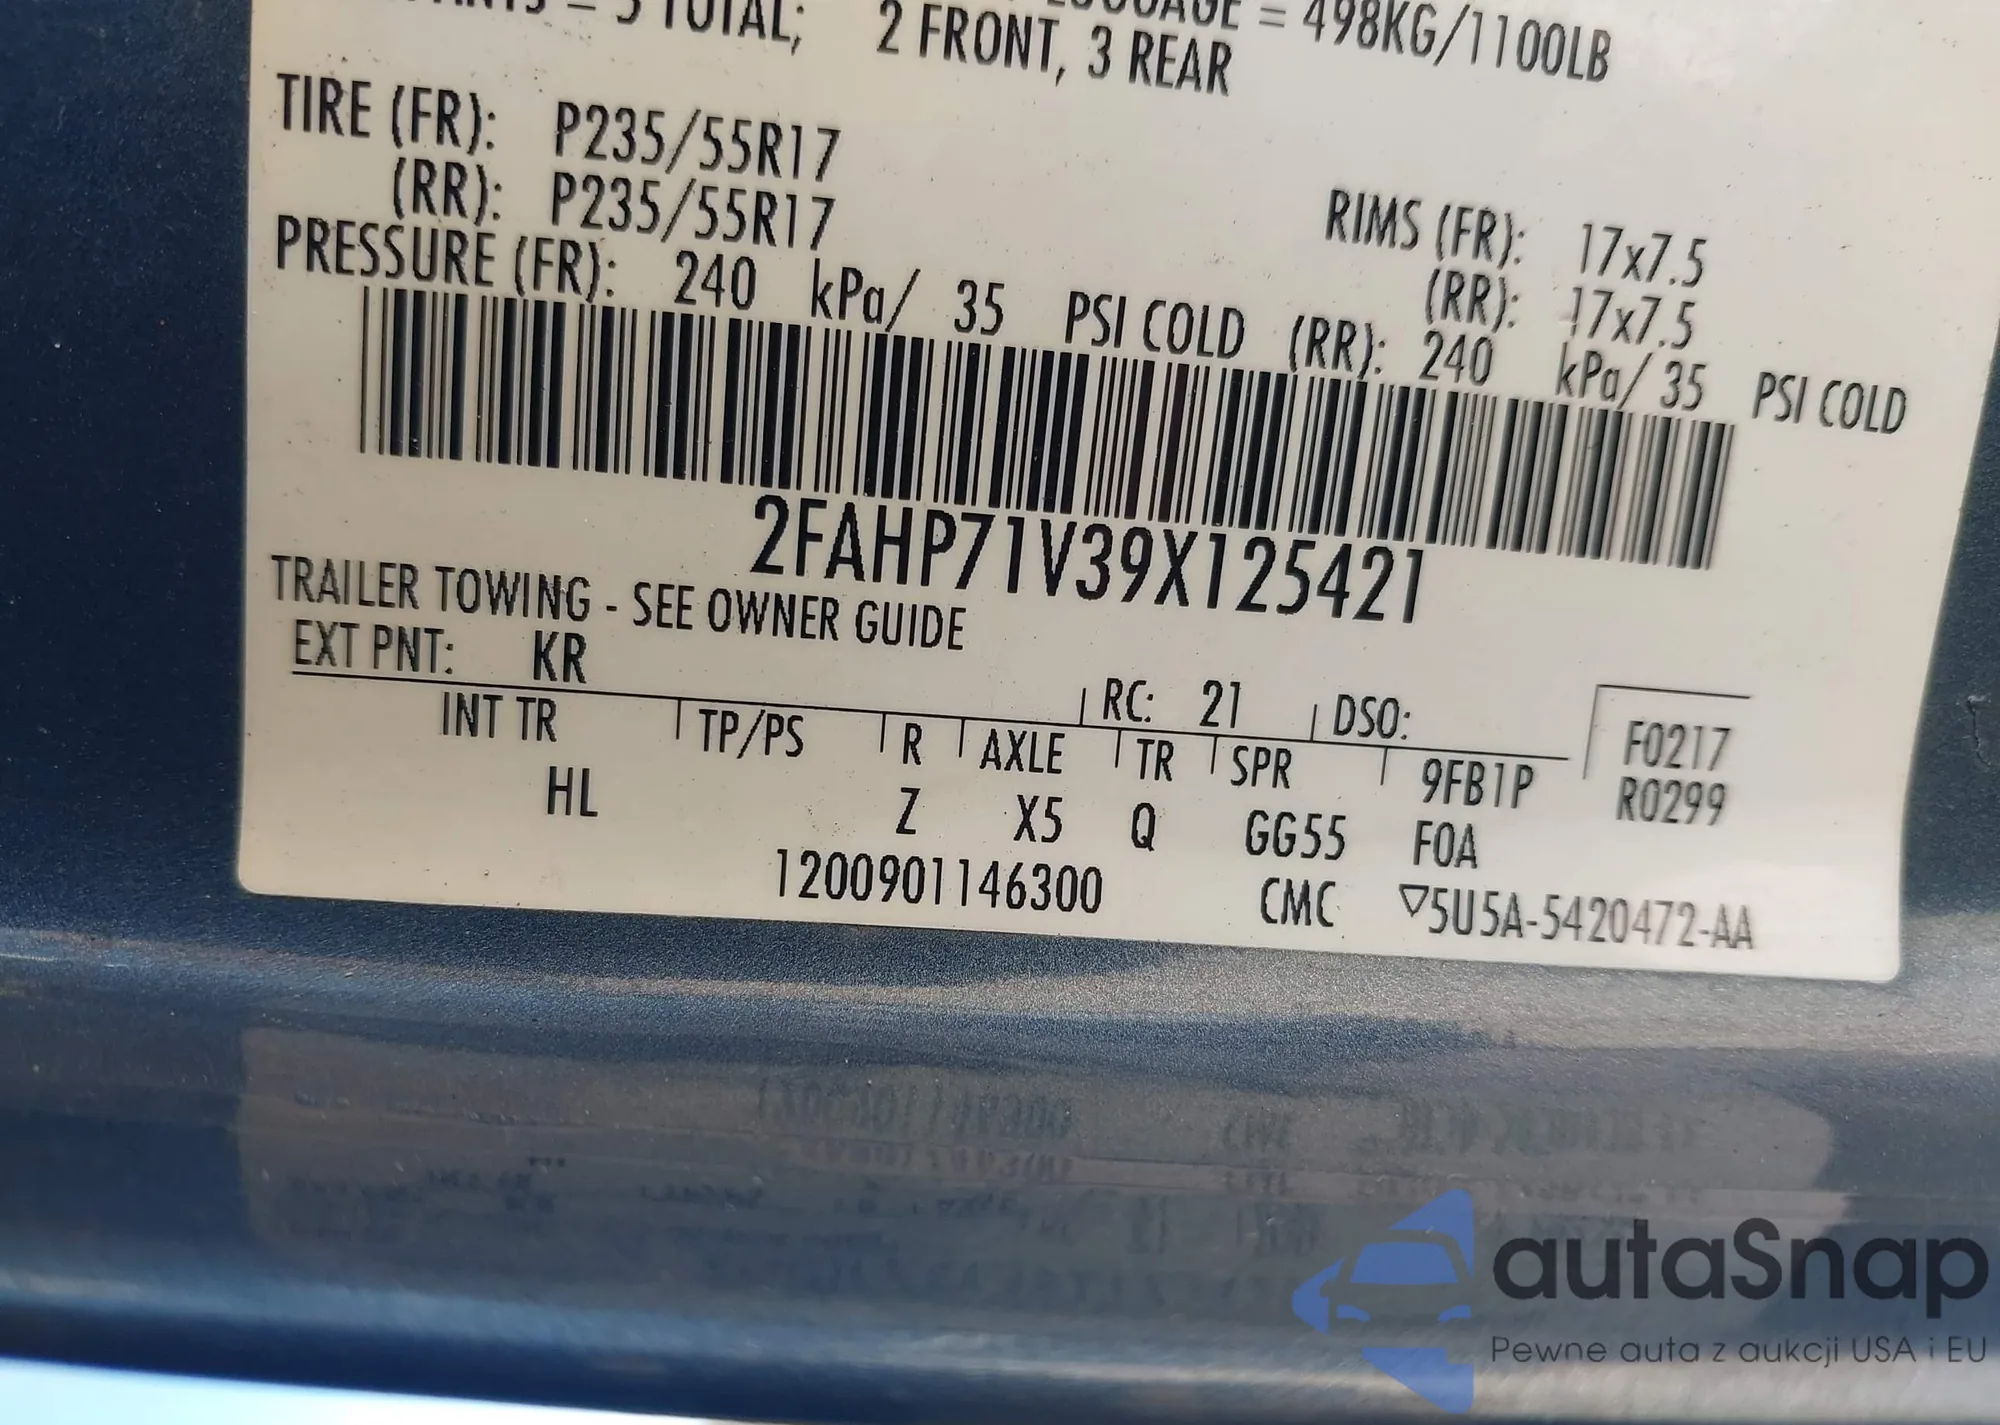 = 5 TOTAL; 2 FRONT, 3 REAR
= 498KG/1100LB
TIRE (FR): P235/55R17
(RR): P235/55R17
RIMS (FR): 17x7.5
(RR): 17x7.5
PRESSURE (FR): 240 kPa/ 35 PSI COLD (RR): 240 kPa/ 35 PSI COLD
2FAHP71V39X125421
TRAILER TOWING - SEE OWNER GUIDE
EXT PNT: KR RC: 21 DSO:
INT TR TP/PS R AXLE TR SPR 9FB1P F0217
HL Z X5 Q GG55 F0A R0299
1200901146300 CMC ▽5U5A-5420472-AA
autaSnap
Pewne auta z aukcji USA i EU